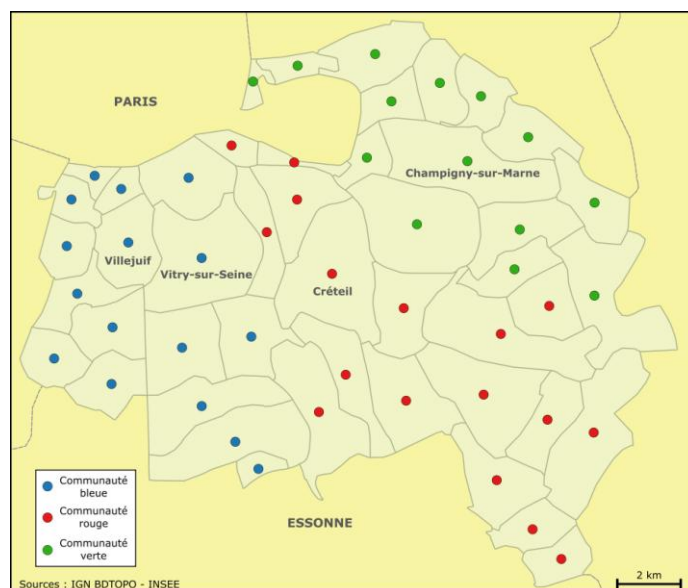 PARIS
Champigny-sur-Marne
Villejuif
Vitry-sur-Seine
Créteil
Communauté
bleue
Communauté
rouge
Communauté
verte
ESSONNE
2 km
Sources : IGN BDTOPO - INSEE